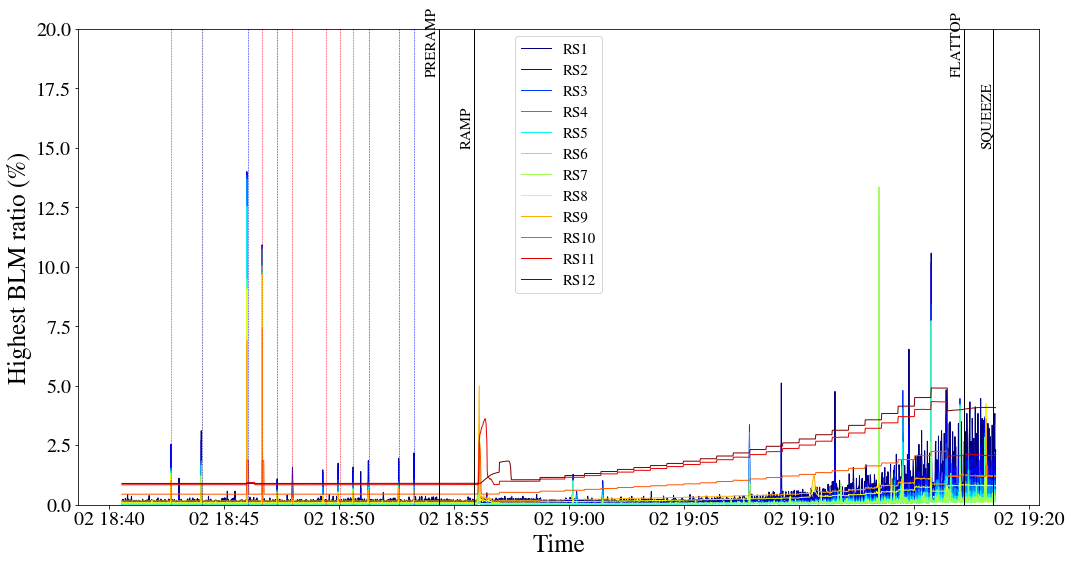 PRERAMP
RAMP
FLATTOP
SQUEEZE
RS1
RS2
RS3
RS4
RS5
RS6
RS7
RS8
RS9
RS10
RS11
RS12
Highest BLM ratio (%)
20.0
17.5
15.0
12.5
10.0
7.5
5.0
2.5
0.0
02 18:40
02 18:45
02 18:50
02 18:55
02 19:00
02 19:05
02 19:10
02 19:15
02 19:20
Time